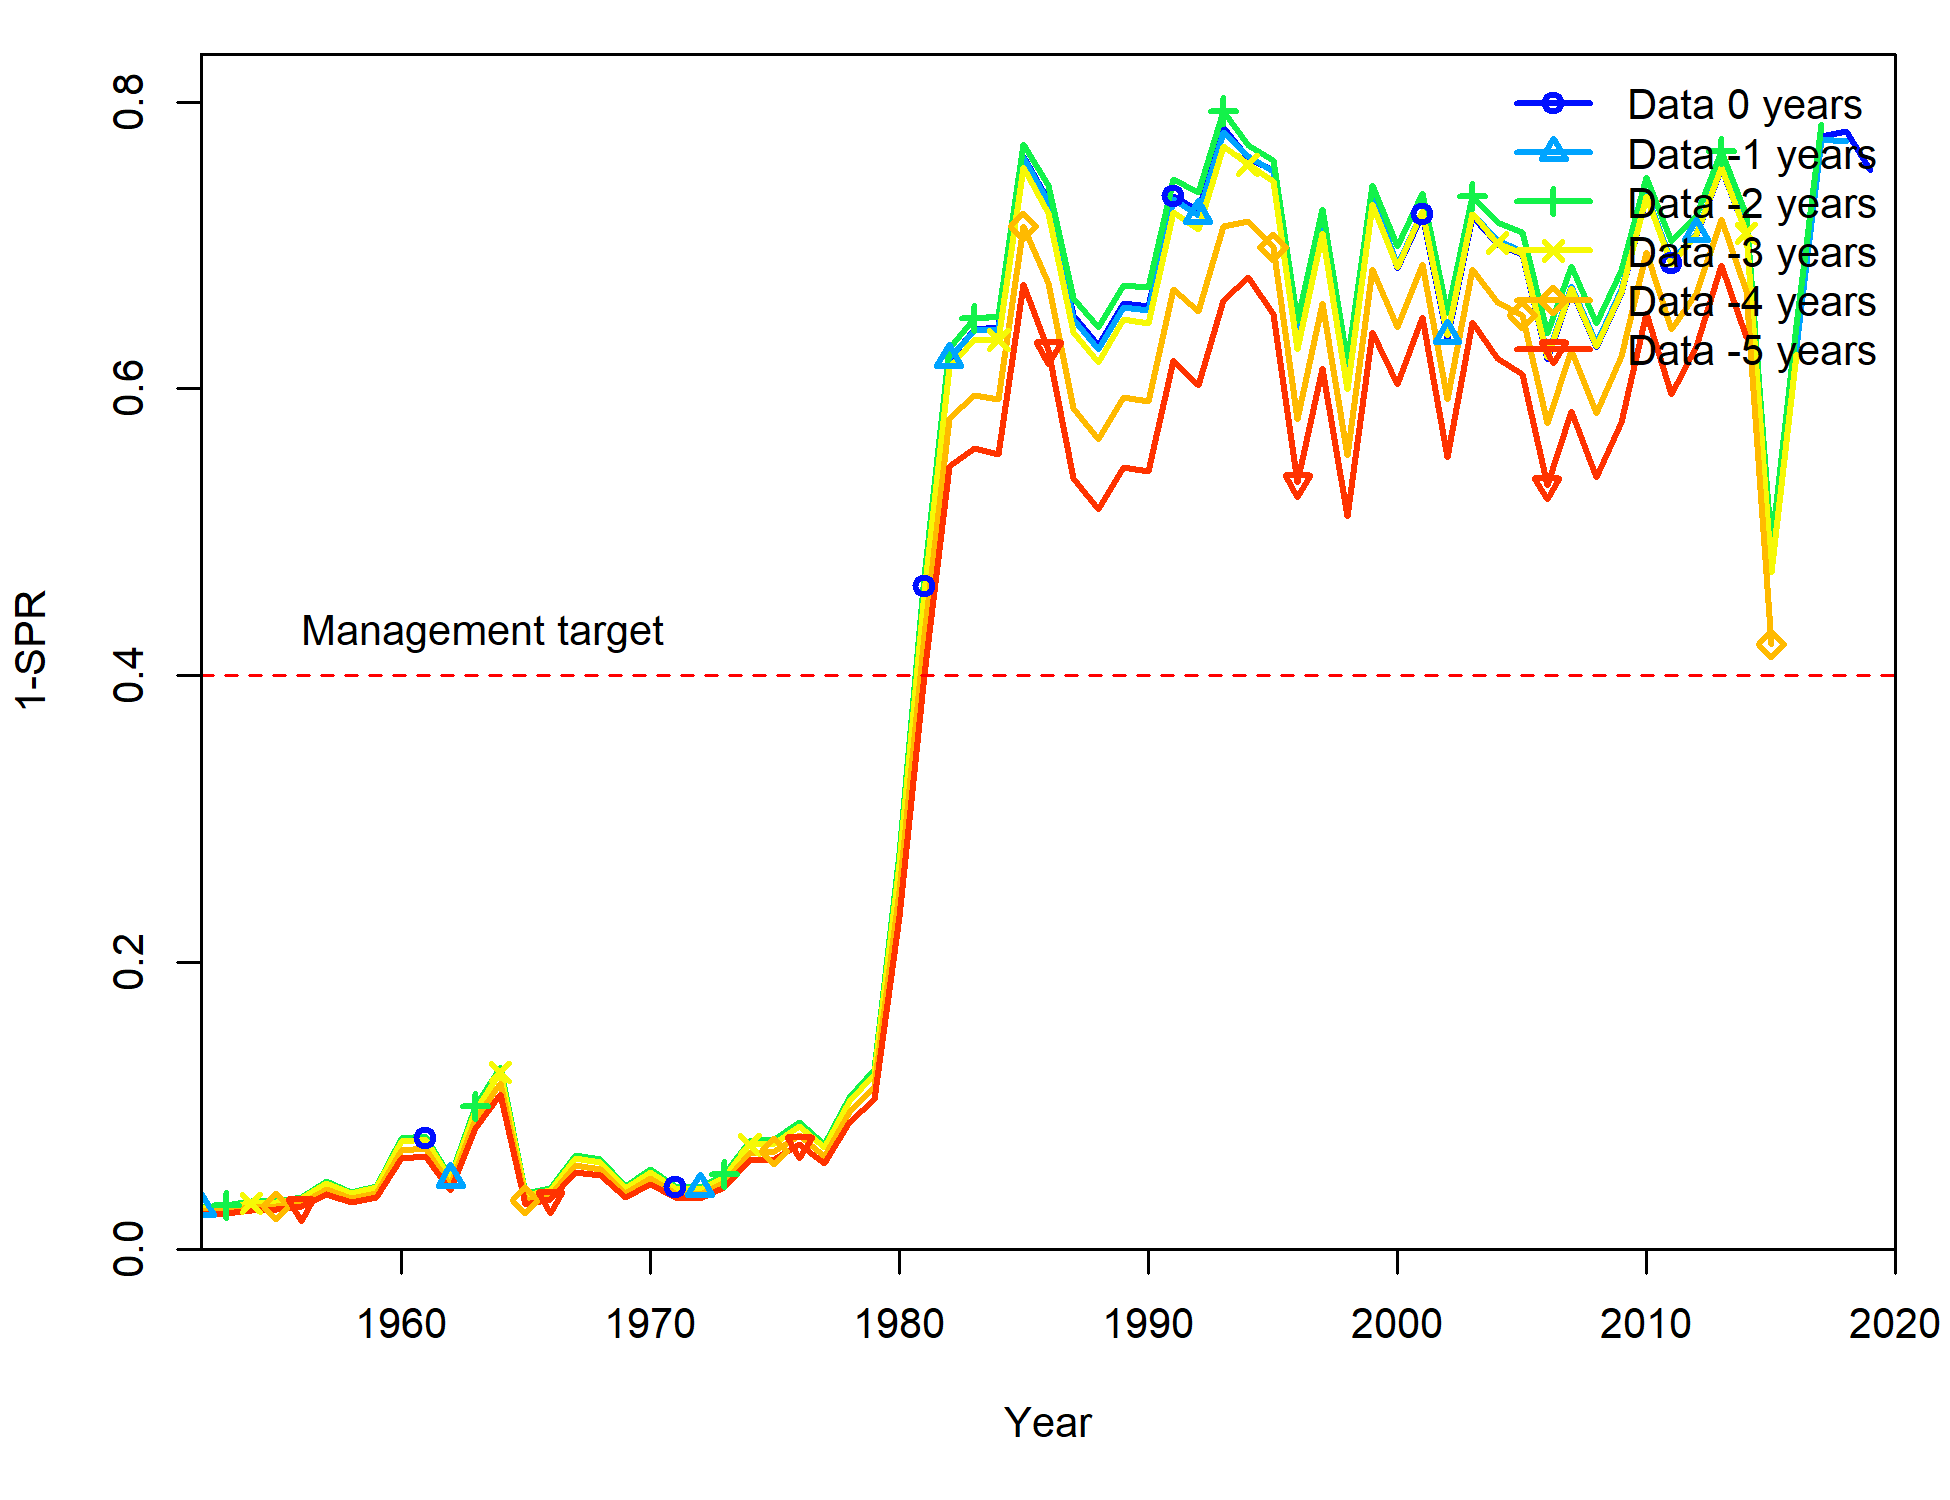 0.8
0.6
0.4
0.2
0.0
1-SPR
Management target
Data 0 years
Data -1 years
Data -2 years
Data -3 years
Data -4 years
Data -5 years
1960 1970 1980 1990 2000 2010 2020
Year